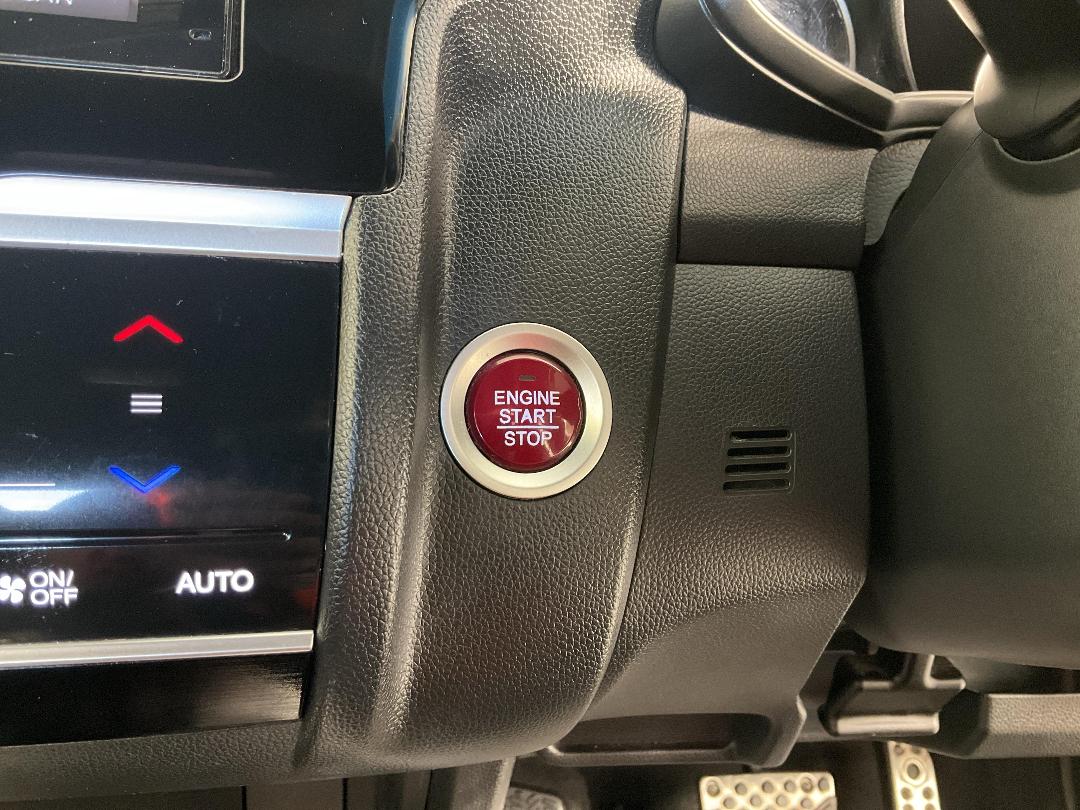 ENGINE
START
STOP
ON/
OFF
AUTO